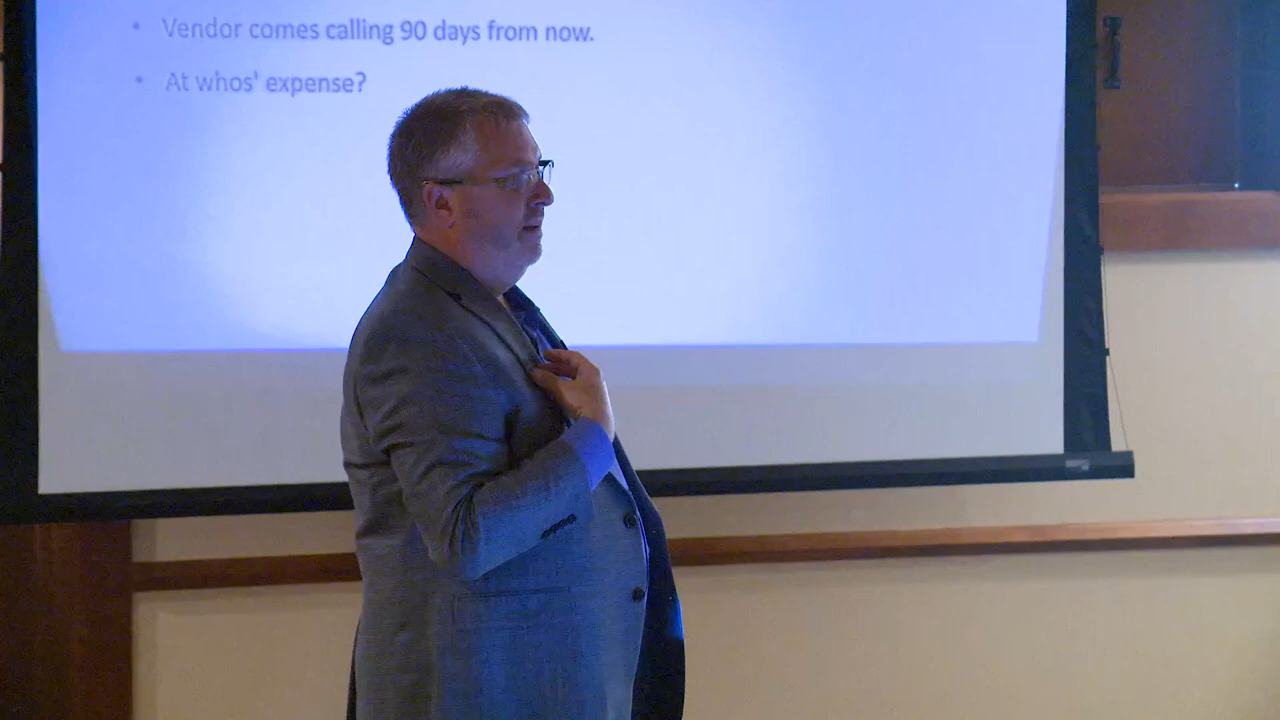 • Vendor comes calling 90 days from now.
• At whos' expense?